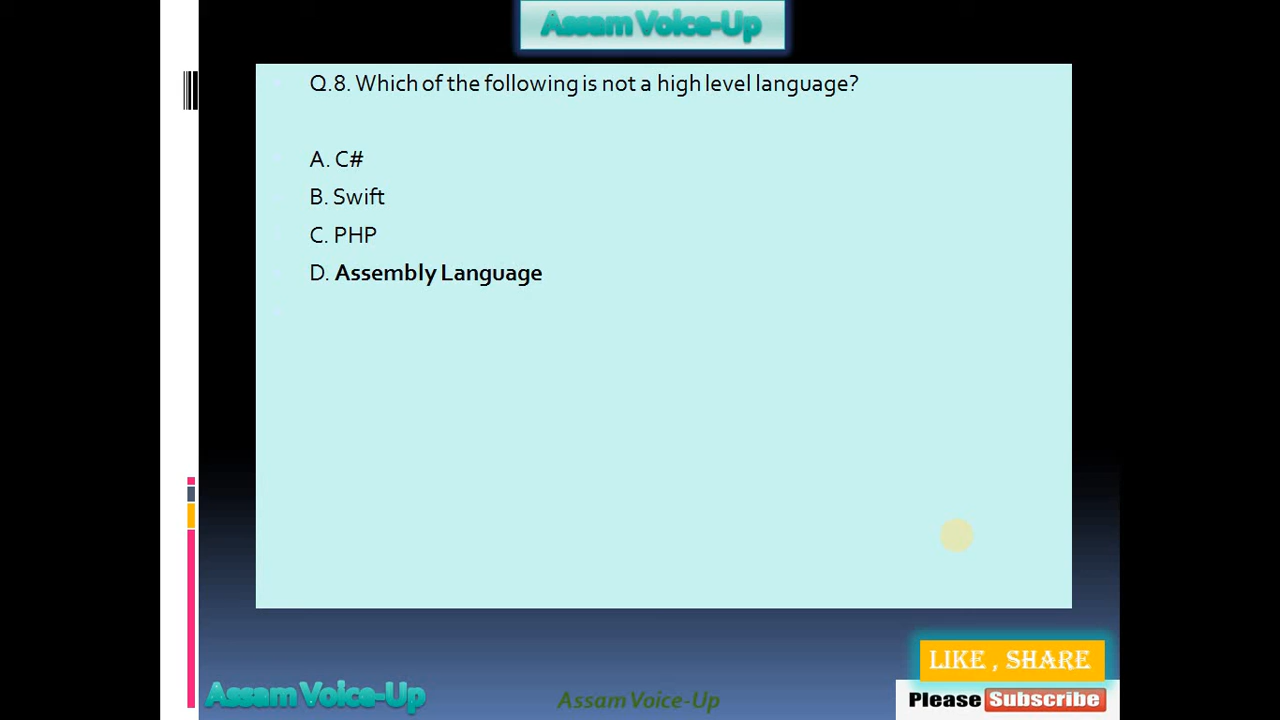 Assam Voice-Up
Q.8. Which of the following is not a high level language?
A. C#
B. Swift
C. PHP
D. Assembly Language
LIKE , SHARE
Assam Voice-Up
Assam Voice-Up
Please Subscribe